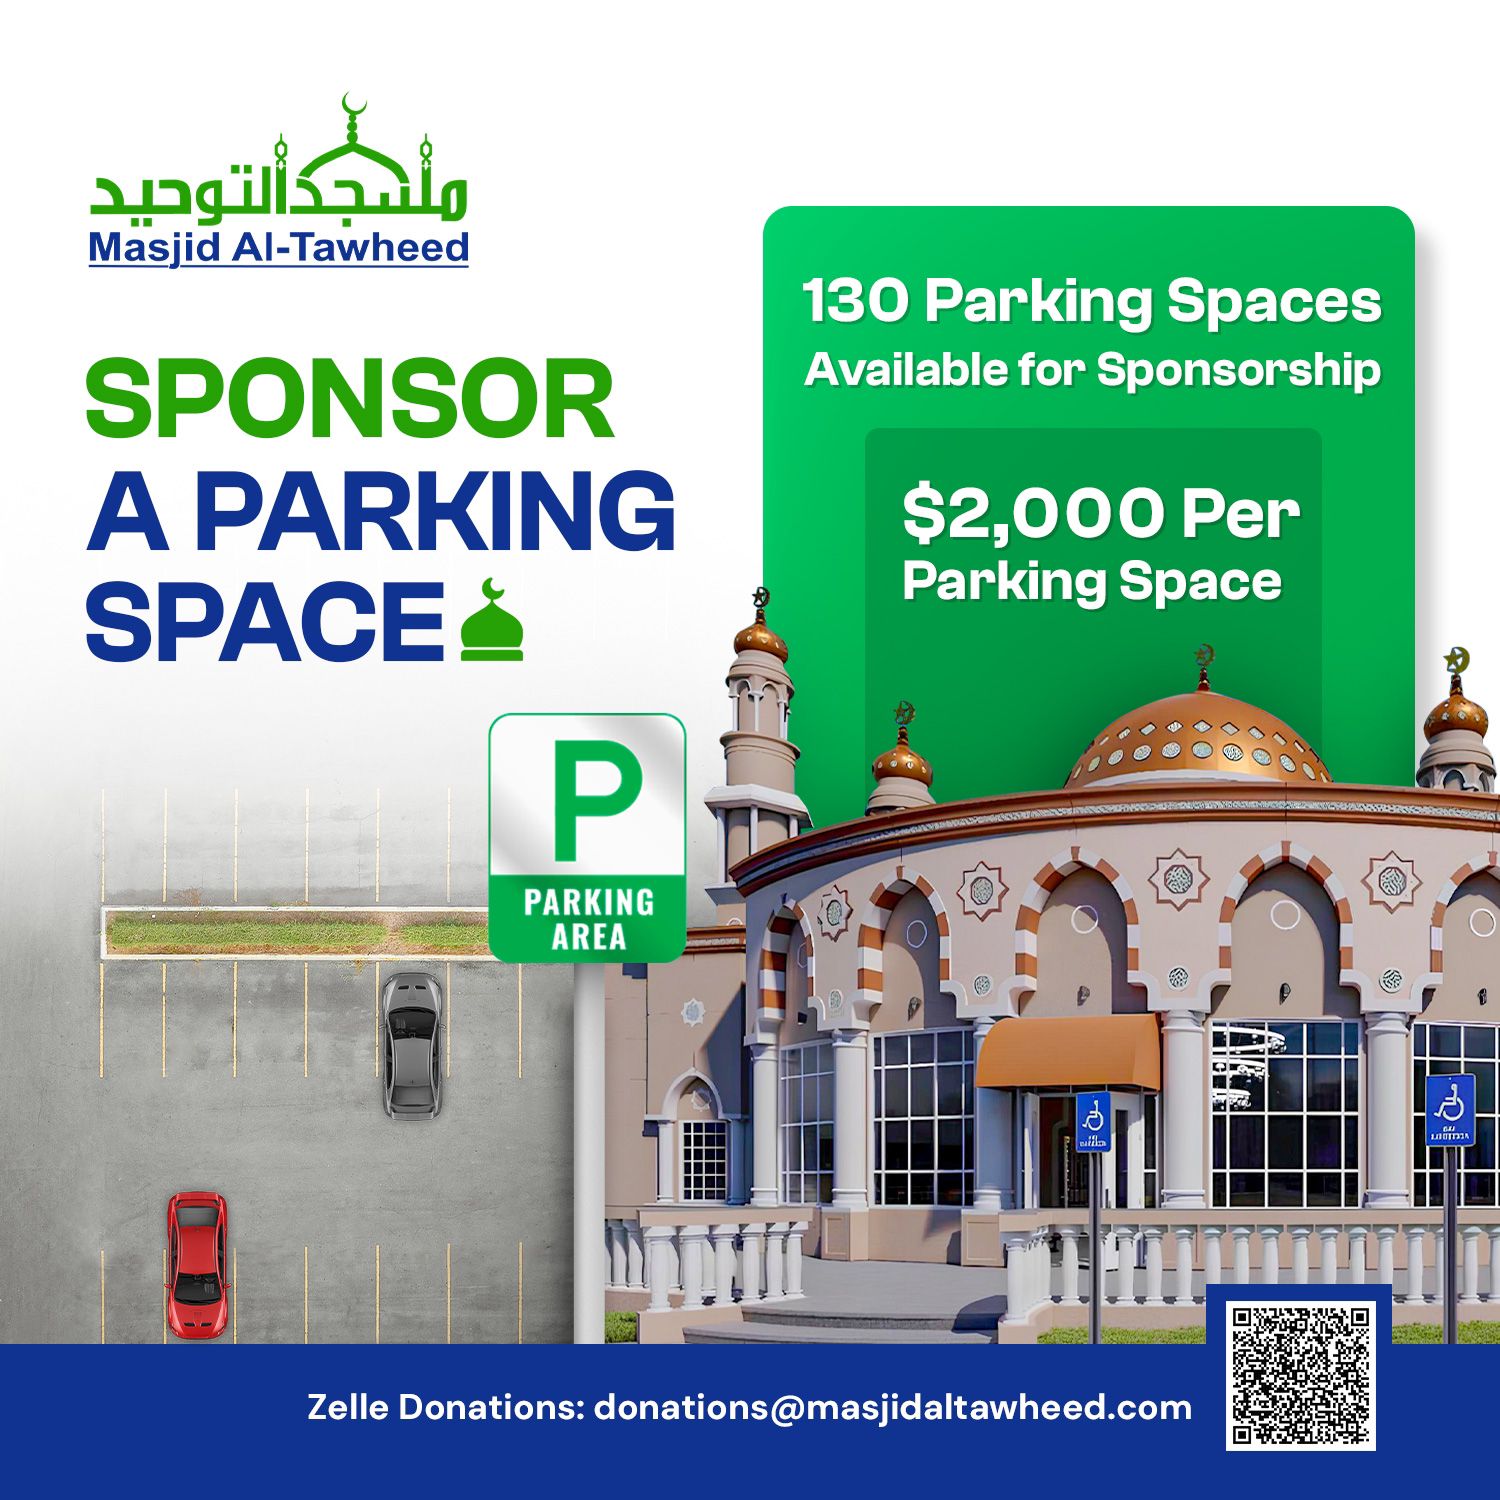 مسجد التوحيد
Masjid Al-Tawheed
SPONSOR
A PARKING
SPACE
130 Parking Spaces
Available for Sponsorship
$2,000 Per
Parking Space
P
PARKING
AREA
Zelle Donations: donations@masjidaltawheed.com